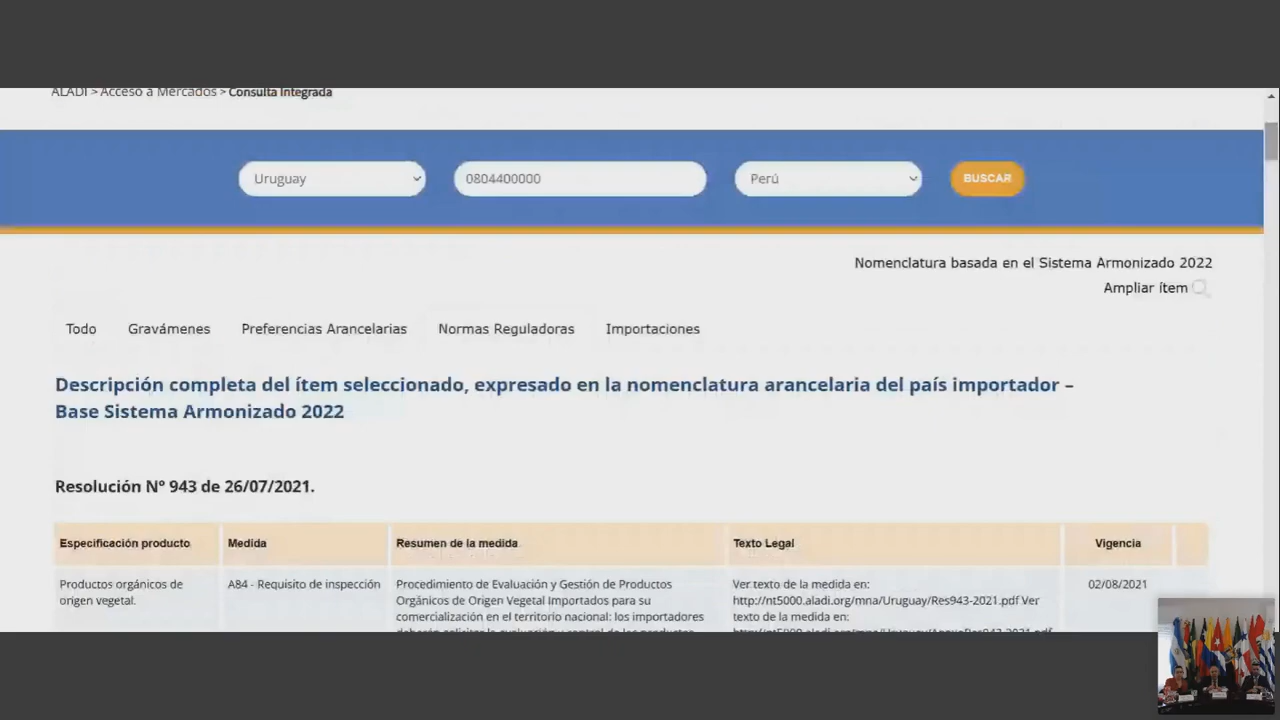 ALADI > Acceso a Mercados > Consulta Integrada
Uruguay
0804400000
Perú
BUSCAR
Nomenclatura basada en el Sistema Armonizado 2022
Ampliar ítem
Todo
Gravámenes
Preferencias Arancelarias
Normas Reguladoras
Importaciones
Descripción completa del ítem seleccionado, expresado en la nomenclatura arancelaria del país importador –
Base Sistema Armonizado 2022
Resolución Nº 943 de 26/07/2021.
Especificación producto
Medida
Resumen de la medida
Texto Legal
Vigencia
Productos orgánicos de
origen vegetal.
A84 - Requisito de inspección
Procedimiento de Evaluación y Gestión de Productos
Orgánicos de Origen Vegetal Importados para su
comercialización en el territorio nacional: los importadores
Ver texto de la medida en:
http://nt5000.aladi.org/mna/Uruguay/Res943-2021.pdf Ver
texto de la medida en:
02/08/2021